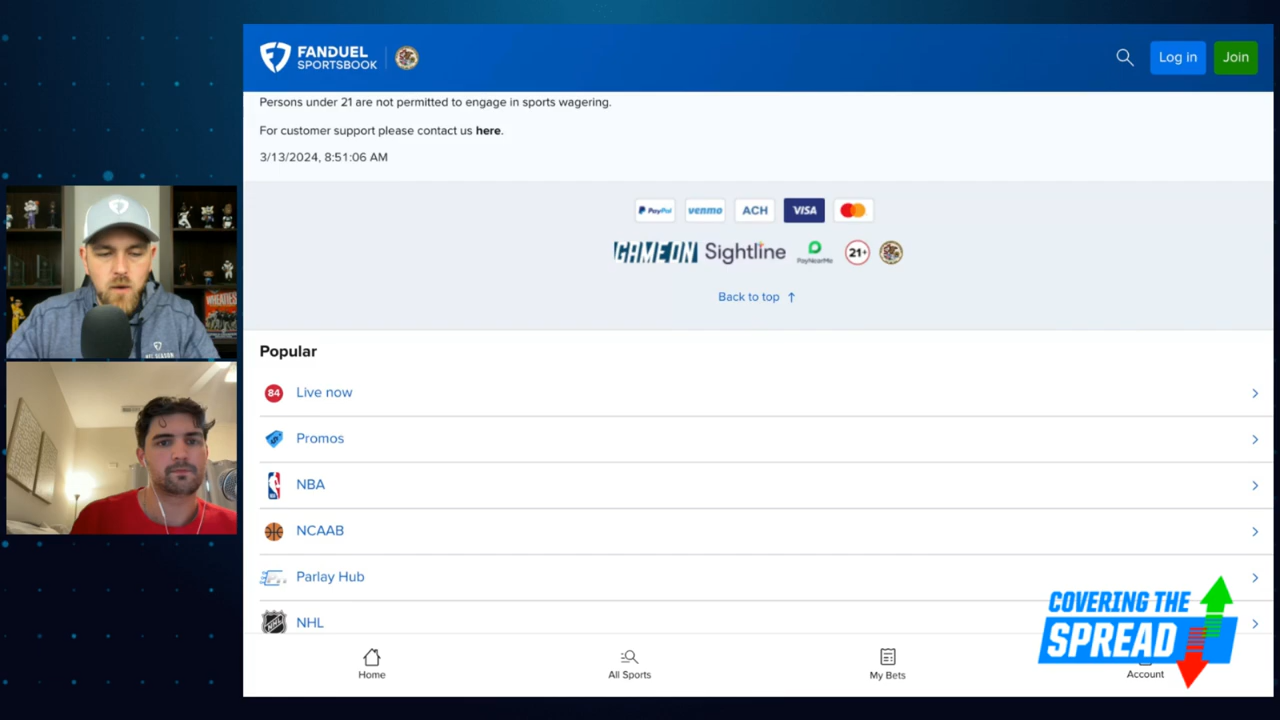 FANDUEL
SPORTSBOOK
Log in
Join
Persons under 21 are not permitted to engage in sports wagering.
For customer support please contact us here.
3/13/2024, 8:51:06 AM
PayPal
venmo
ACH
VISA
GAMEON
Sightline
PayNearMe
21+
Back to top ↑
Popular
84 Live now
Promos
NBA
NCAAB
Parlay Hub
NHL
Home
All Sports
My Bets
Account
COVERING THE
SPREAD
WHEATIES